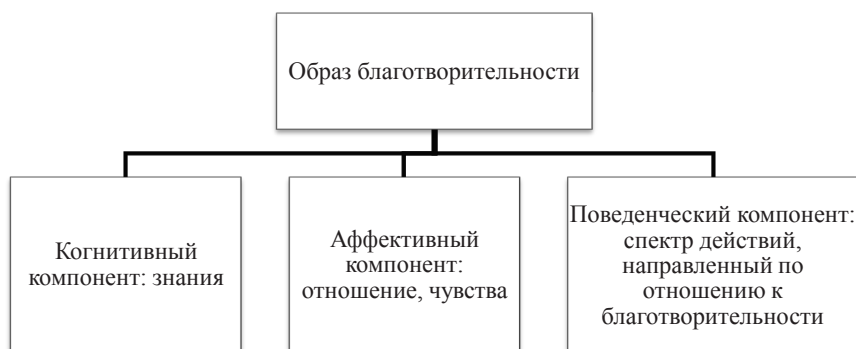 Образ благотворительности
Когнитивный
компонент: знания
Аффективный
компонент:
отношение, чувства
Поведенческий компонент:
спектр действий,
направленный по
отношению к
благотворительности